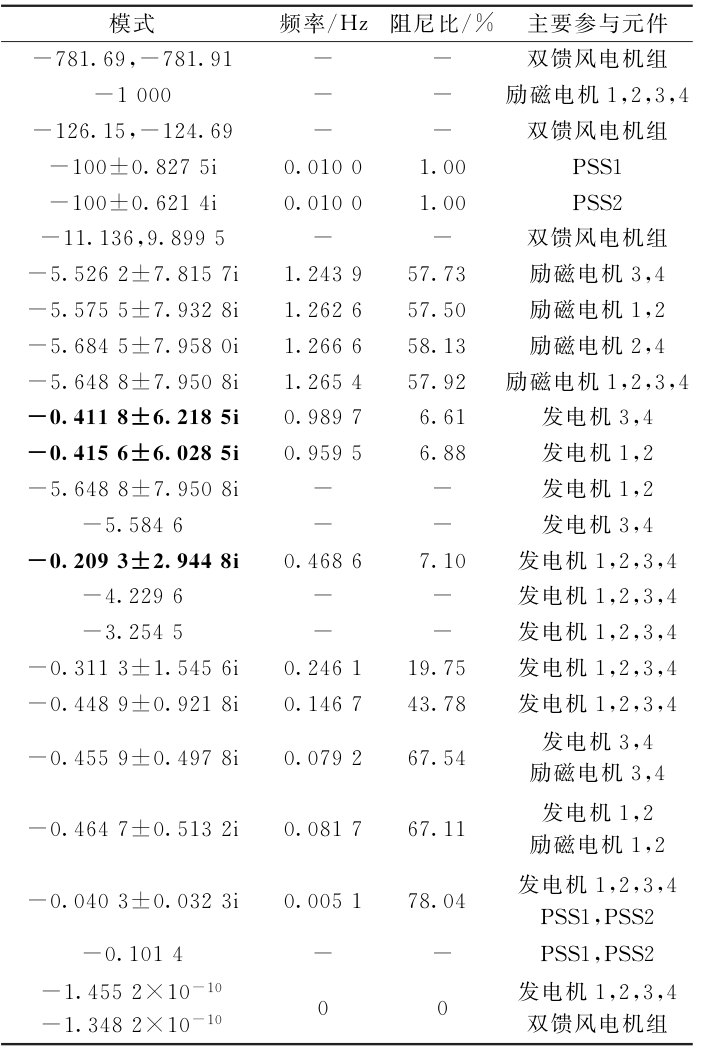 模式 频率/Hz 阻尼比/% 主要参与元件
−781.69,−781.91 − − 双馈风电机组
−1 000 − − 励磁电机1,2,3,4
−126.15,−124.69 − − 双馈风电机组
−100±0.827 5i 0.010 0 1.00 PSS1
−100±0.621 4i 0.010 0 1.00 PSS2
−11.136,9.899 5 − − 双馈风电机组
−5.526 2±7.815 7i 1.243 9 57.73 励磁电机3,4
−5.575 5±7.932 8i 1.262 6 57.50 励磁电机1,2
−5.684 5±7.958 0i 1.266 6 58.13 励磁电机2,4
−5.648 8±7.950 8i 1.265 4 57.92 励磁电机1,2,3,4
−0.411 8±6.218 5i 0.989 7 6.61 发电机3,4
−0.415 6±6.028 5i 0.959 5 6.88 发电机1,2
−5.648 8±7.950 8i − − 发电机1,2
−5.584 6 − − 发电机3,4
−0.209 3±2.944 8i 0.468 6 7.10 发电机1,2,3,4
−4.229 6 − − 发电机1,2,3,4
−3.254 5 − − 发电机1,2,3,4
−0.311 3±1.545 6i 0.246 1 19.75 发电机1,2,3,4
−0.448 9±0.921 8i 0.146 7 43.78 发电机1,2,3,4
−0.455 9±0.497 8i 0.079 2 67.54 发电机3,4
励磁电机3,4
−0.464 7±0.513 2i 0.081 7 67.11 发电机1,2
励磁电机1,2
−0.040 3±0.032 3i 0.005 1 78.04 发电机1,2,3,4
PSS1,PSS2
−0.101 4 − − PSS1,PSS2
−1.455 2×10⁻¹⁰ 0 0 发电机1,2,3,4
−1.348 2×10⁻¹⁰ 双馈风电机组